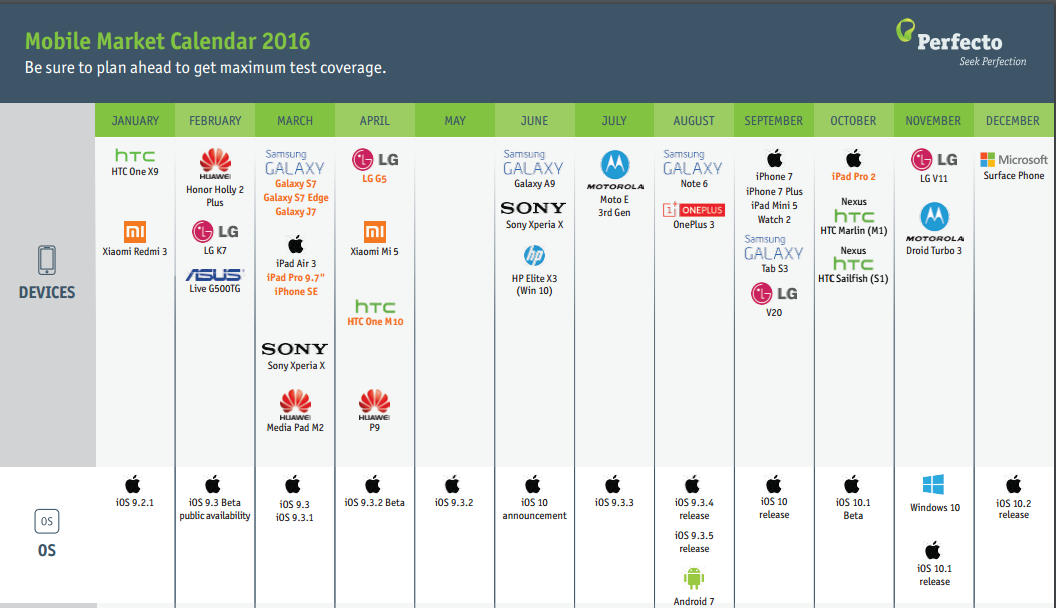 Mobile Market Calendar 2016
Be sure to plan ahead to get maximum test coverage.
Perfecto
Seek Perfection
JANUARY
FEBRUARY
MARCH
APRIL
MAY
JUNE
JULY
AUGUST
SEPTEMBER
OCTOBER
NOVEMBER
DECEMBER
DEVICES
hTC
HTC One X9
mi
Xiaomi Redmi 3
HUAWEI
Honor Holly 2
Plus
LG
LG K7
ASUS
Live G500TG
Samsung
GALAXY
Galaxy S7
Galaxy S7 Edge
Galaxy J7
iPad Air 3
iPad Pro 9.7"
iPhone SE
SONY
Sony Xperia X
HUAWEI
Media Pad M2
LG
LG G5
mi
Xiaomi Mi 5
hTC
HTC One M10
HUAWEI
P9
Samsung
GALAXY
Galaxy A9
SONY
Sony Xperia X
hp
HP Elite X3
(Win 10)
MOTOROLA
Moto E
3rd Gen
Samsung
GALAXY
Note 6
1+ ONEPLUS
OnePlus 3
iPhone 7
iPhone 7 Plus
iPad Mini 5
Watch 2
Samsung
GALAXY
Tab S3
LG
V20
iPad Pro 2
Nexus
hTC
HTC Marlin (M1)
Nexus
hTC
HTC Sailfish (S1)
LG
LG V11
MOTOROLA
Droid Turbo 3
Microsoft
Surface Phone
OS
OS
iOS 9.2.1
iOS 9.3 Beta
public availability
iOS 9.3
iOS 9.3.1
iOS 9.3.2 Beta
iOS 9.3.2
iOS 10
announcement
iOS 9.3.3
iOS 9.3.4
release
iOS 9.3.5
release
Android 7
iOS 10
release
iOS 10.1
Beta
Windows 10
iOS 10.1
release
iOS 10.2
release